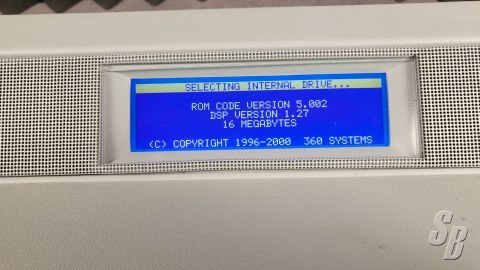 SELECTING INTERNAL DRIVE...
ROM CODE VERSION 5.002
DSP VERSION 1.27
16 MEGABYTES
(C) COPYRIGHT 1996-2000  360 SYSTEMS
SB